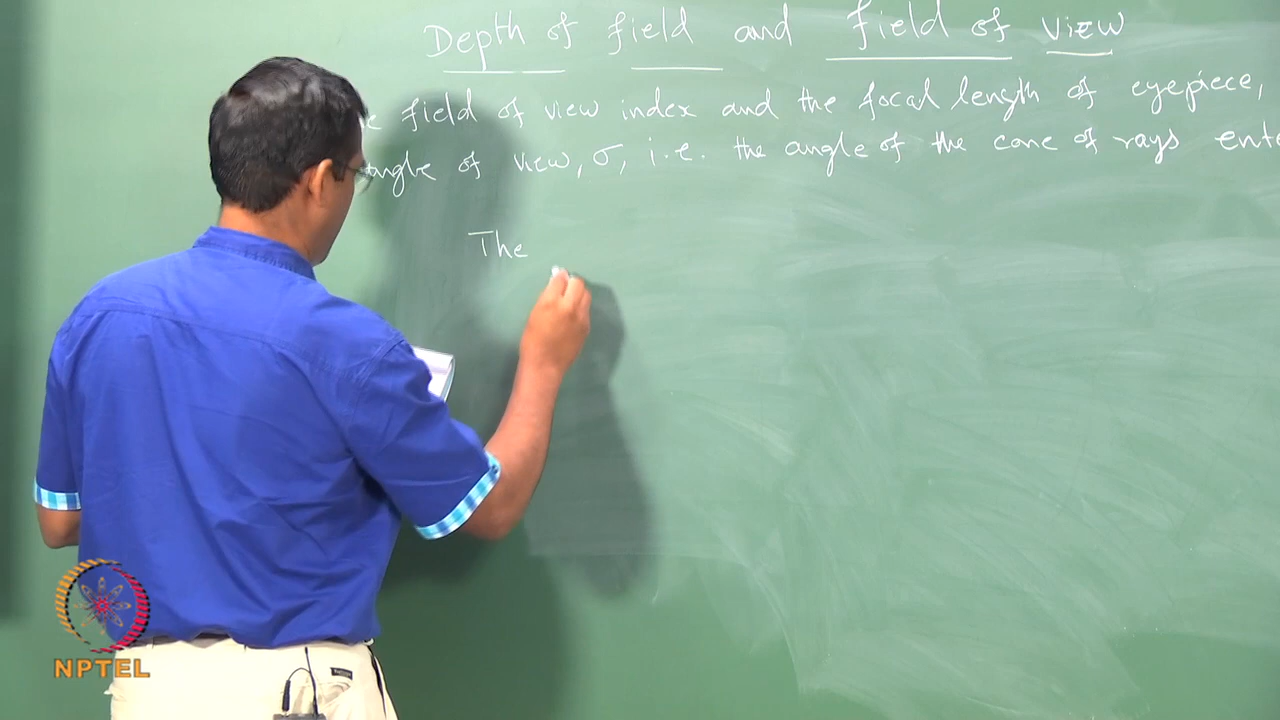 Depth of field and field of view
field of view index and the focal length of eyepiece,
angle of view, σ, i.e. the angle of the cone of rays
The
NPTEL